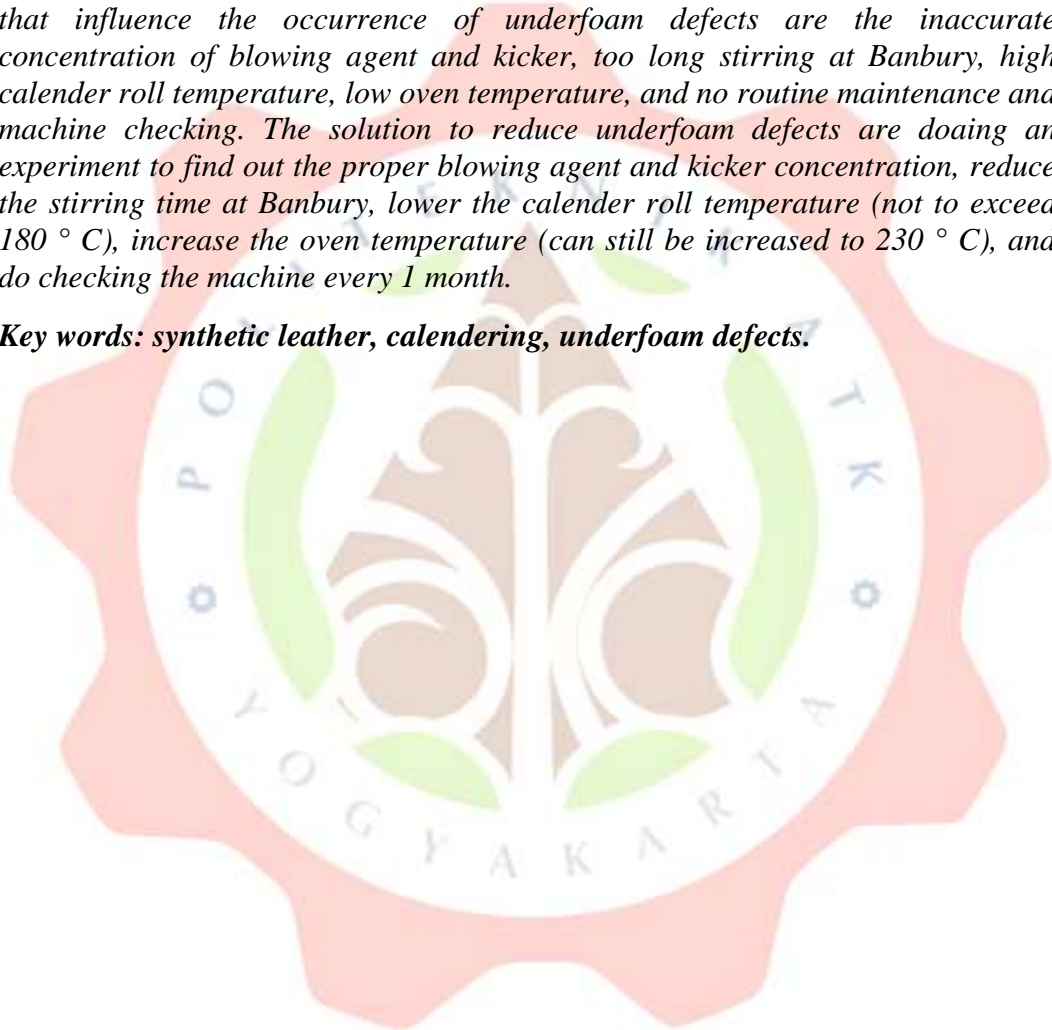 that influence the occurrence of underfoam defects are the inaccurate
concentration of blowing agent and kicker, too long stirring at Banbury, high
calender roll temperature, low oven temperature, and no routine maintenance and
machine checking. The solution to reduce underfoam defects are doaing an
experiment to find out the proper blowing agent and kicker concentration, reduce
the stirring time at Banbury, lower the calender roll temperature (not to exceed
180 ° C), increase the oven temperature (can still be increased to 230 ° C), and
do checking the machine every 1 month.
Key words: synthetic leather, calendering, underfoam defects.
POLITEKNIK ATK
YOGYAKARTA